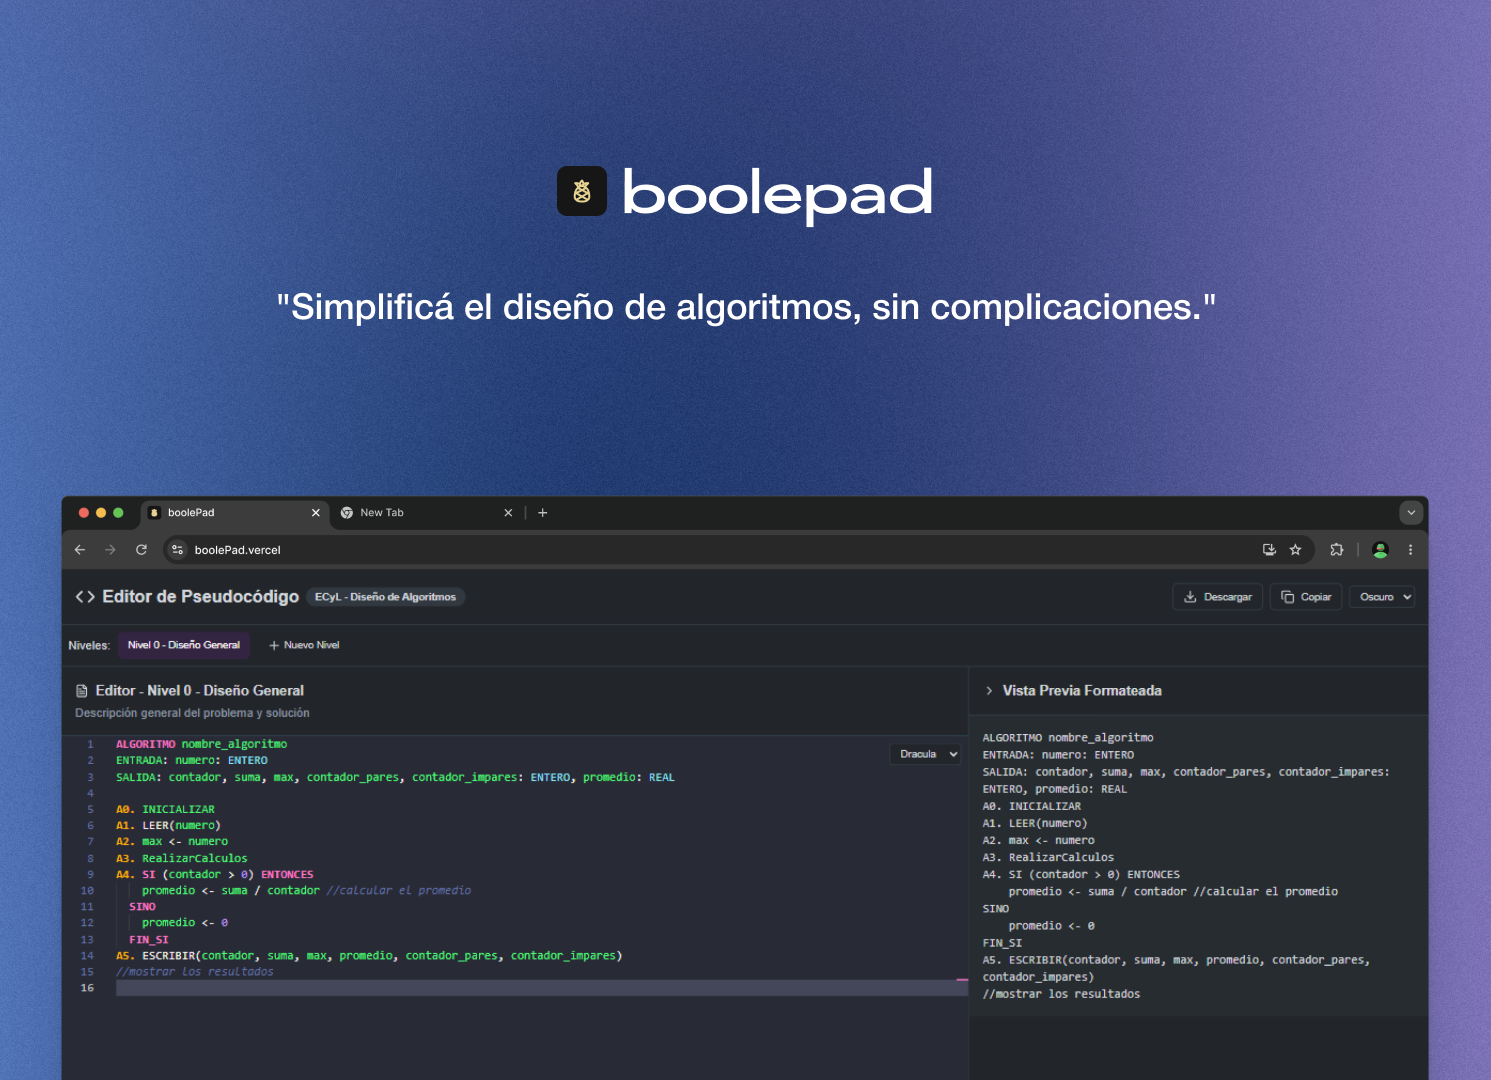 boolepad
"Simplificá el diseño de algoritmos, sin complicaciones."
boolePad
New Tab
boolePad.vercel
Editor de Pseudocódigo
ECyL - Diseño de Algoritmos
Descargar
Copiar
Oscuro
Niveles:
Nivel 0 - Diseño General
Nuevo Nivel
Editor - Nivel 0 - Diseño General
Descripción general del problema y solución
Dracula
1 ALGORITMO nombre_algoritmo
2 ENTRADA: numero: ENTERO
3 SALIDA: contador, suma, max, contador_pares, contador_impares: ENTERO, promedio: REAL
4
5 A0. INICIALIZAR
6 A1. LEER(numero)
7 A2. max <- numero
8 A3. RealizarCalculos
9 A4. SI (contador > 0) ENTONCES
10 promedio <- suma / contador //calcular el promedio
11 SINO
12 promedio <- 0
13 FIN_SI
14 A5. ESCRIBIR(contador, suma, max, promedio, contador_pares, contador_impares)
15 //mostrar los resultados
16
Vista Previa Formateada
ALGORITMO nombre_algoritmo
ENTRADA: numero: ENTERO
SALIDA: contador, suma, max, contador_pares, contador_impares:
ENTERO, promedio: REAL
A0. INICIALIZAR
A1. LEER(numero)
A2. max <- numero
A3. RealizarCalculos
A4. SI (contador > 0) ENTONCES
promedio <- suma / contador //calcular el promedio
SINO
promedio <- 0
FIN_SI
A5. ESCRIBIR(contador, suma, max, promedio, contador_pares,
contador_impares)
//mostrar los resultados